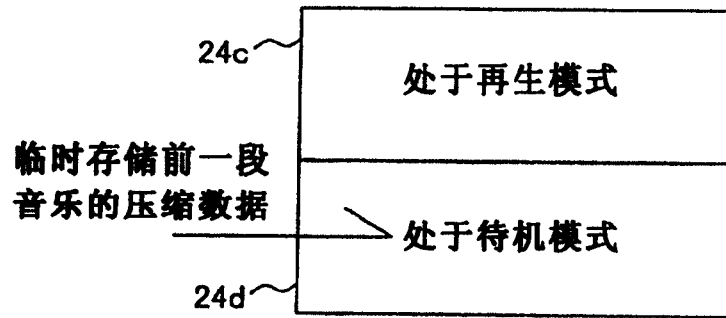 24c
处于再生模式
临时存储前一段
音乐的压缩数据
处于待机模式
24d